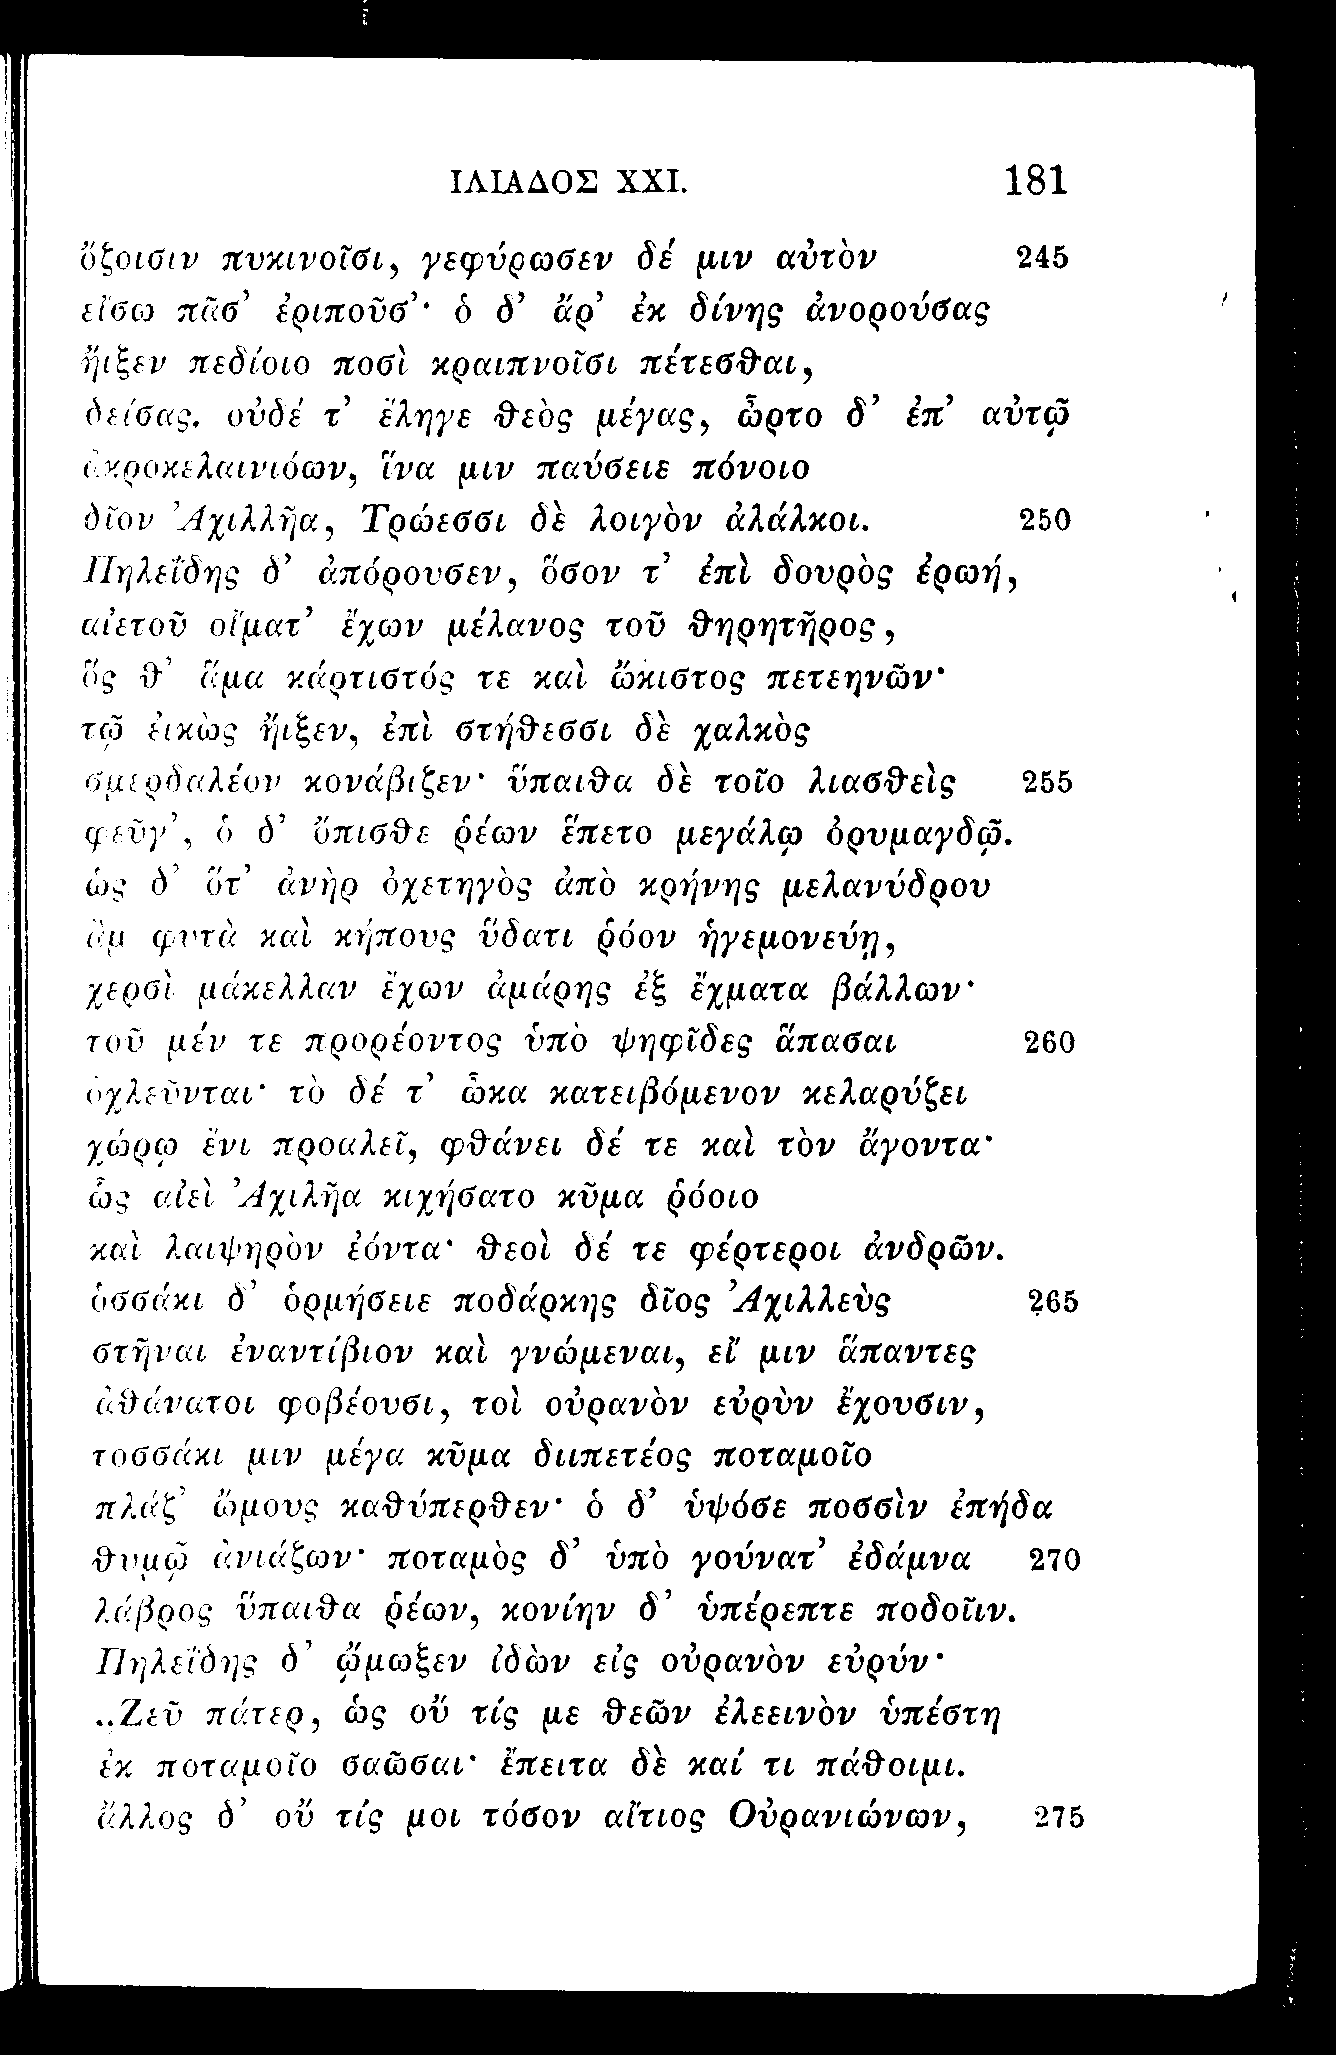 ΙΛΙΑΔΟΣ XXI. 181
ὄζοισιν πυκινοῖσι, γεφύρωσεν δέ μιν αὐτὸν 245
εἴσω πᾶσ’ ἐριποῦσ’· ὁ δ’ ἄρ’ ἐκ δίνης ἀνορούσας
ἤιξεν πεδίοιο ποσὶ κραιπνοῖσι πέτεσθαι,
δείσας. οὐδέ τ’ ἔληγε θεὸς μέγας, ὦρτο δ’ ἐπ’ αὐτῷ
ἀκροκελαινιόων, ἵνα μιν παύσειε πόνοιο
δῖον Ἀχιλλῆα, Τρώεσσι δὲ λοιγὸν ἀλάλκοι. 250
Πηλεΐδης δ’ ἀπόρουσεν, ὅσον τ’ ἐπὶ δουρὸς ἐρωή,
αἰετοῦ οἴματ’ ἔχων μέλανος τοῦ θηρητῆρος,
ὅς θ’ ἅμα κάρτιστός τε καὶ ὤκιστος πετεηνῶν·
τῷ ἐικὼς ἤιξεν, ἐπὶ στήθεσσι δὲ χαλκὸς
σμερδαλέον κονάβιζεν· ὕπαιθα δὲ τοῖο λιασθεὶς 255
φεῦγ’, ὁ δ’ ὄπισθε ῥέων ἕπετο μεγάλῳ ὀρυμαγδῷ.
ὡς δ’ ὅτ’ ἀνὴρ ὀχετηγὸς ἀπὸ κρήνης μελανύδρου
ἂμ φυτὰ καὶ κήπους ὕδατι ῥόον ἡγεμονεύῃ,
χερσὶ μάκελλαν ἔχων ἀμάρης ἐξ ἔχματα βάλλων·
τοῦ μέν τε προρέοντος ὑπὸ ψηφῖδες ἅπασαι 260
ὀχλεῦνται· τὸ δέ τ’ ὦκα κατειβόμενον κελαρύζει
χώρῳ ἔνι προαλεῖ, φθάνει δέ τε καὶ τὸν ἄγοντα·
ὣς αἰεὶ Ἀχιλῆα κιχήσατο κῦμα ῥόοιο
καὶ λαιψηρὸν ἐόντα· θεοὶ δέ τε φέρτεροι ἀνδρῶν.
ὁσσάκι δ’ ὁρμήσειε ποδάρκης δῖος Ἀχιλλεὺς 265
στῆναι ἐναντίβιον καὶ γνώμεναι, εἴ μιν ἅπαντες
ἀθάνατοι φοβέουσι, τοὶ οὐρανὸν εὐρὺν ἔχουσιν,
τοσσάκι μιν μέγα κῦμα διιπετέος ποταμοῖο
πλάζ’ ὤμους καθύπερθεν· ὁ δ’ ὑψόσε ποσσὶν ἐπήδα
θυμῷ ἀνιάζων· ποταμὸς δ’ ὑπὸ γούνατ’ ἐδάμνα 270
λάβρος ὕπαιθα ῥέων, κονίην δ’ ὑπέρεπτε ποδοῖιν.
Πηλεΐδης δ’ ᾤμωξεν ἰδὼν εἰς οὐρανὸν εὐρύν·
„Ζεῦ πάτερ, ὡς οὔ τίς με θεῶν ἐλεεινὸν ὑπέστη
ἐκ ποταμοῖο σαῶσαι· ἔπειτα δὲ καί τι πάθοιμι.
ἄλλος δ’ οὔ τίς μοι τόσον αἴτιος Οὐρανιώνων, 275